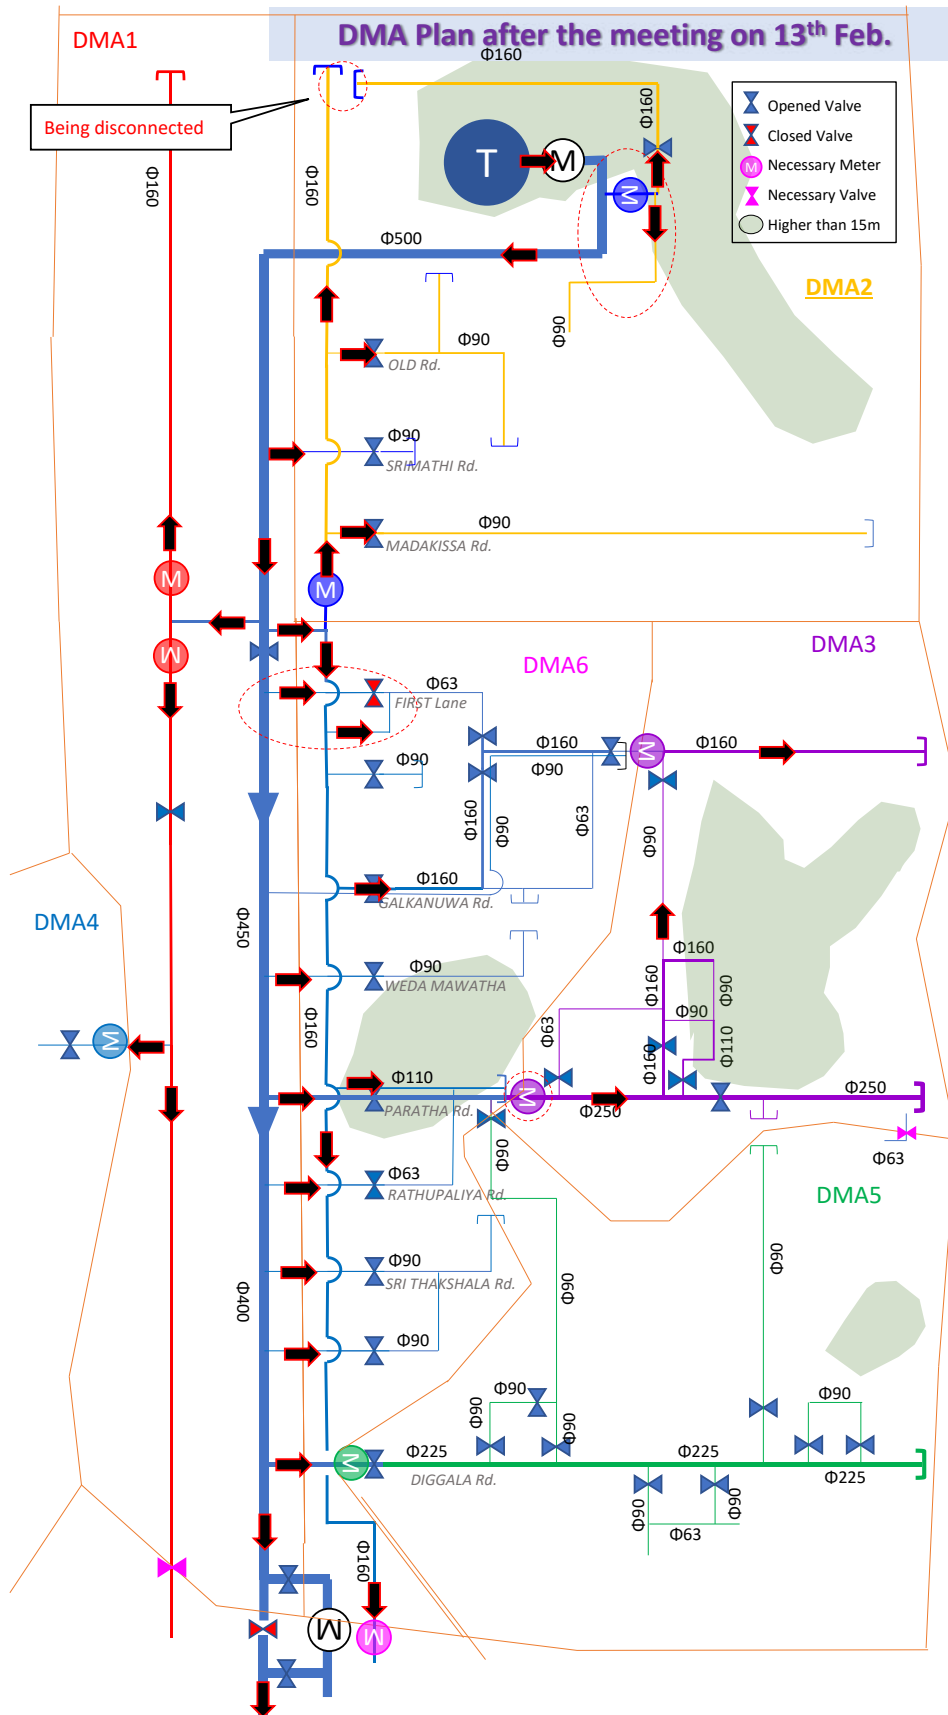 DMA Plan after the meeting on 13th Feb.
DMA1
Φ160
Being disconnected
Opened Valve
Closed Valve
M Necessary Meter
Necessary Valve
Higher than 15m
Φ160
T
M
M
Φ160
Φ160
Φ500
DMA2
Φ90
Φ90
OLD Rd.
Φ90
SRIMATHI Rd.
Φ90
MADAKISSA Rd.
M
M
M
DMA6
DMA3
Φ63
FIRST Lane
Φ160
M
Φ160
Φ90
Φ90
Φ160
Φ90
Φ63
Φ90
Φ160
GALKANUWA Rd.
DMA4
Φ450
Φ90
WEDA MAWATHA
Φ160
Φ160
Φ90
Φ90
Φ160
Φ63
Φ160
Φ110
M
Φ110
PARATHA Rd.
M
Φ250
Φ250
Φ63
Φ90
Φ63
RATHUPALIYA Rd.
DMA5
Φ90
SRI THAKSHALA Rd.
Φ90
Φ90
Φ400
Φ90
Φ90
Φ90
Φ90
Φ90
M
Φ225
Φ225
Φ225
DIGGALA Rd.
Φ90
Φ63
Φ90
Φ160
M
M